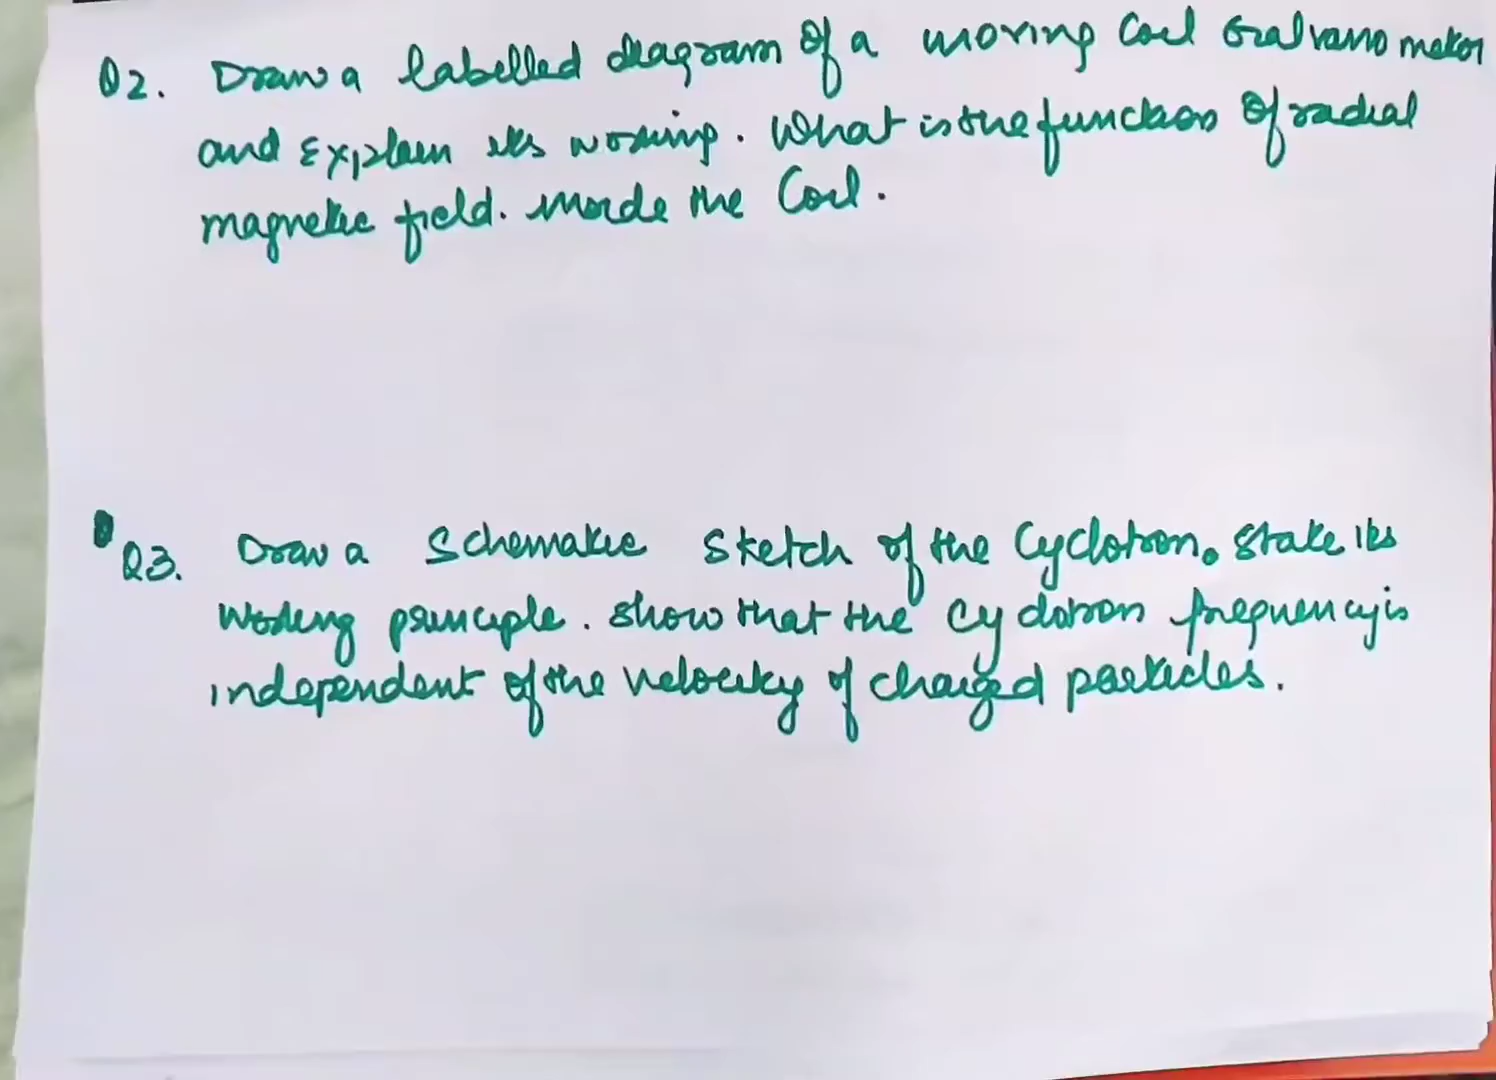 Q2. Draw a labelled diagram of a moving Coil Galvanometer
and Explain its working. What is the function of radial
magnetic field. inside the Coil.
Q3. Draw a Schematic Sketch of the Cyclotron. State its
Working principle. Show that the Cyclotron frequency is
independent of the velocity of charged particles.